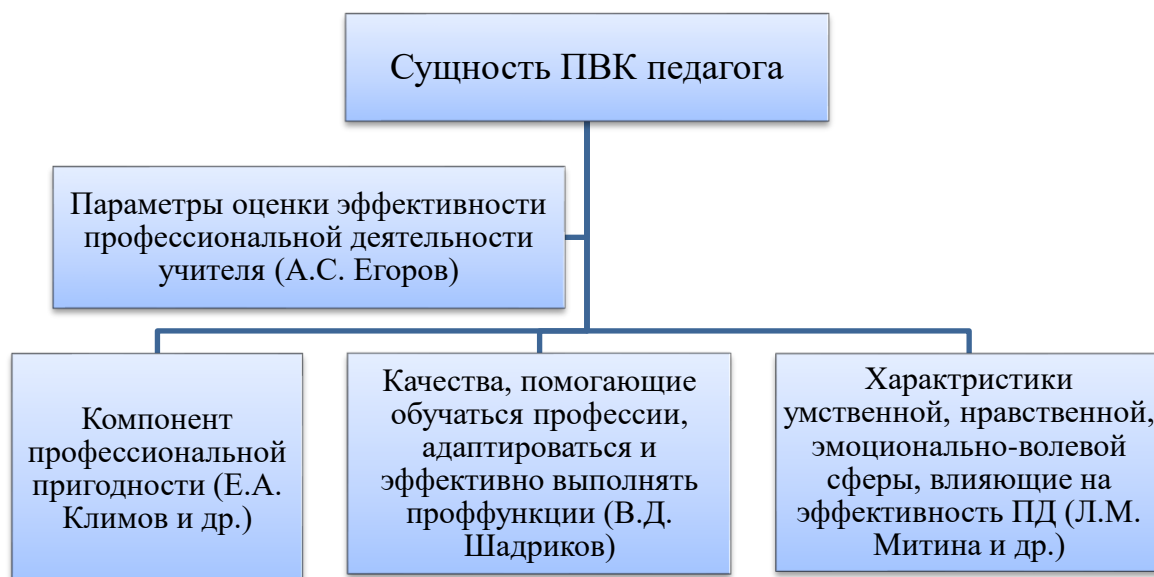 Сущность ПВК педагога
Параметры оценки эффективности
профессиональной деятельности
учителя (А.С. Егоров)
Компонент
профессиональной
пригодности (Е.А.
Климов и др.)
Качества, помогающие
обучаться профессии,
адаптироваться и
эффективно выполнять
проффункции (В.Д.
Шадриков)
Характристики
умственной, нравственной,
эмоционально-волевой
сферы, влияющие на
эффективность ПД (Л.М.
Митина и др.)